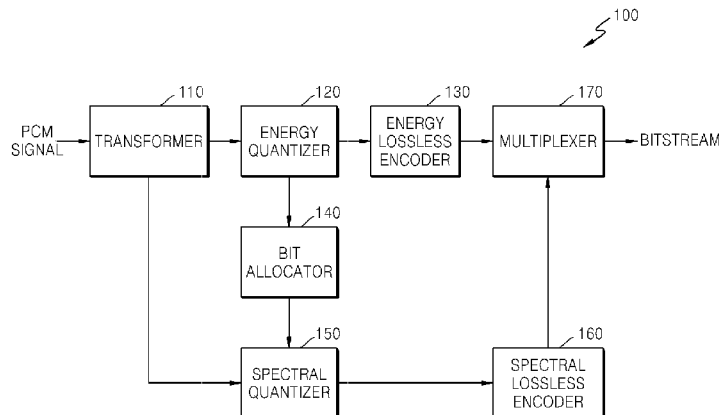 100
110
120
130
170
PCM
SIGNAL
TRANSFORMER
ENERGY
QUANTIZER
ENERGY
LOSSLESS
ENCODER
MULTIPLEXER
BITSTREAM
140
BIT
ALLOCATOR
150
160
SPECTRAL
QUANTIZER
SPECTRAL
LOSSLESS
ENCODER